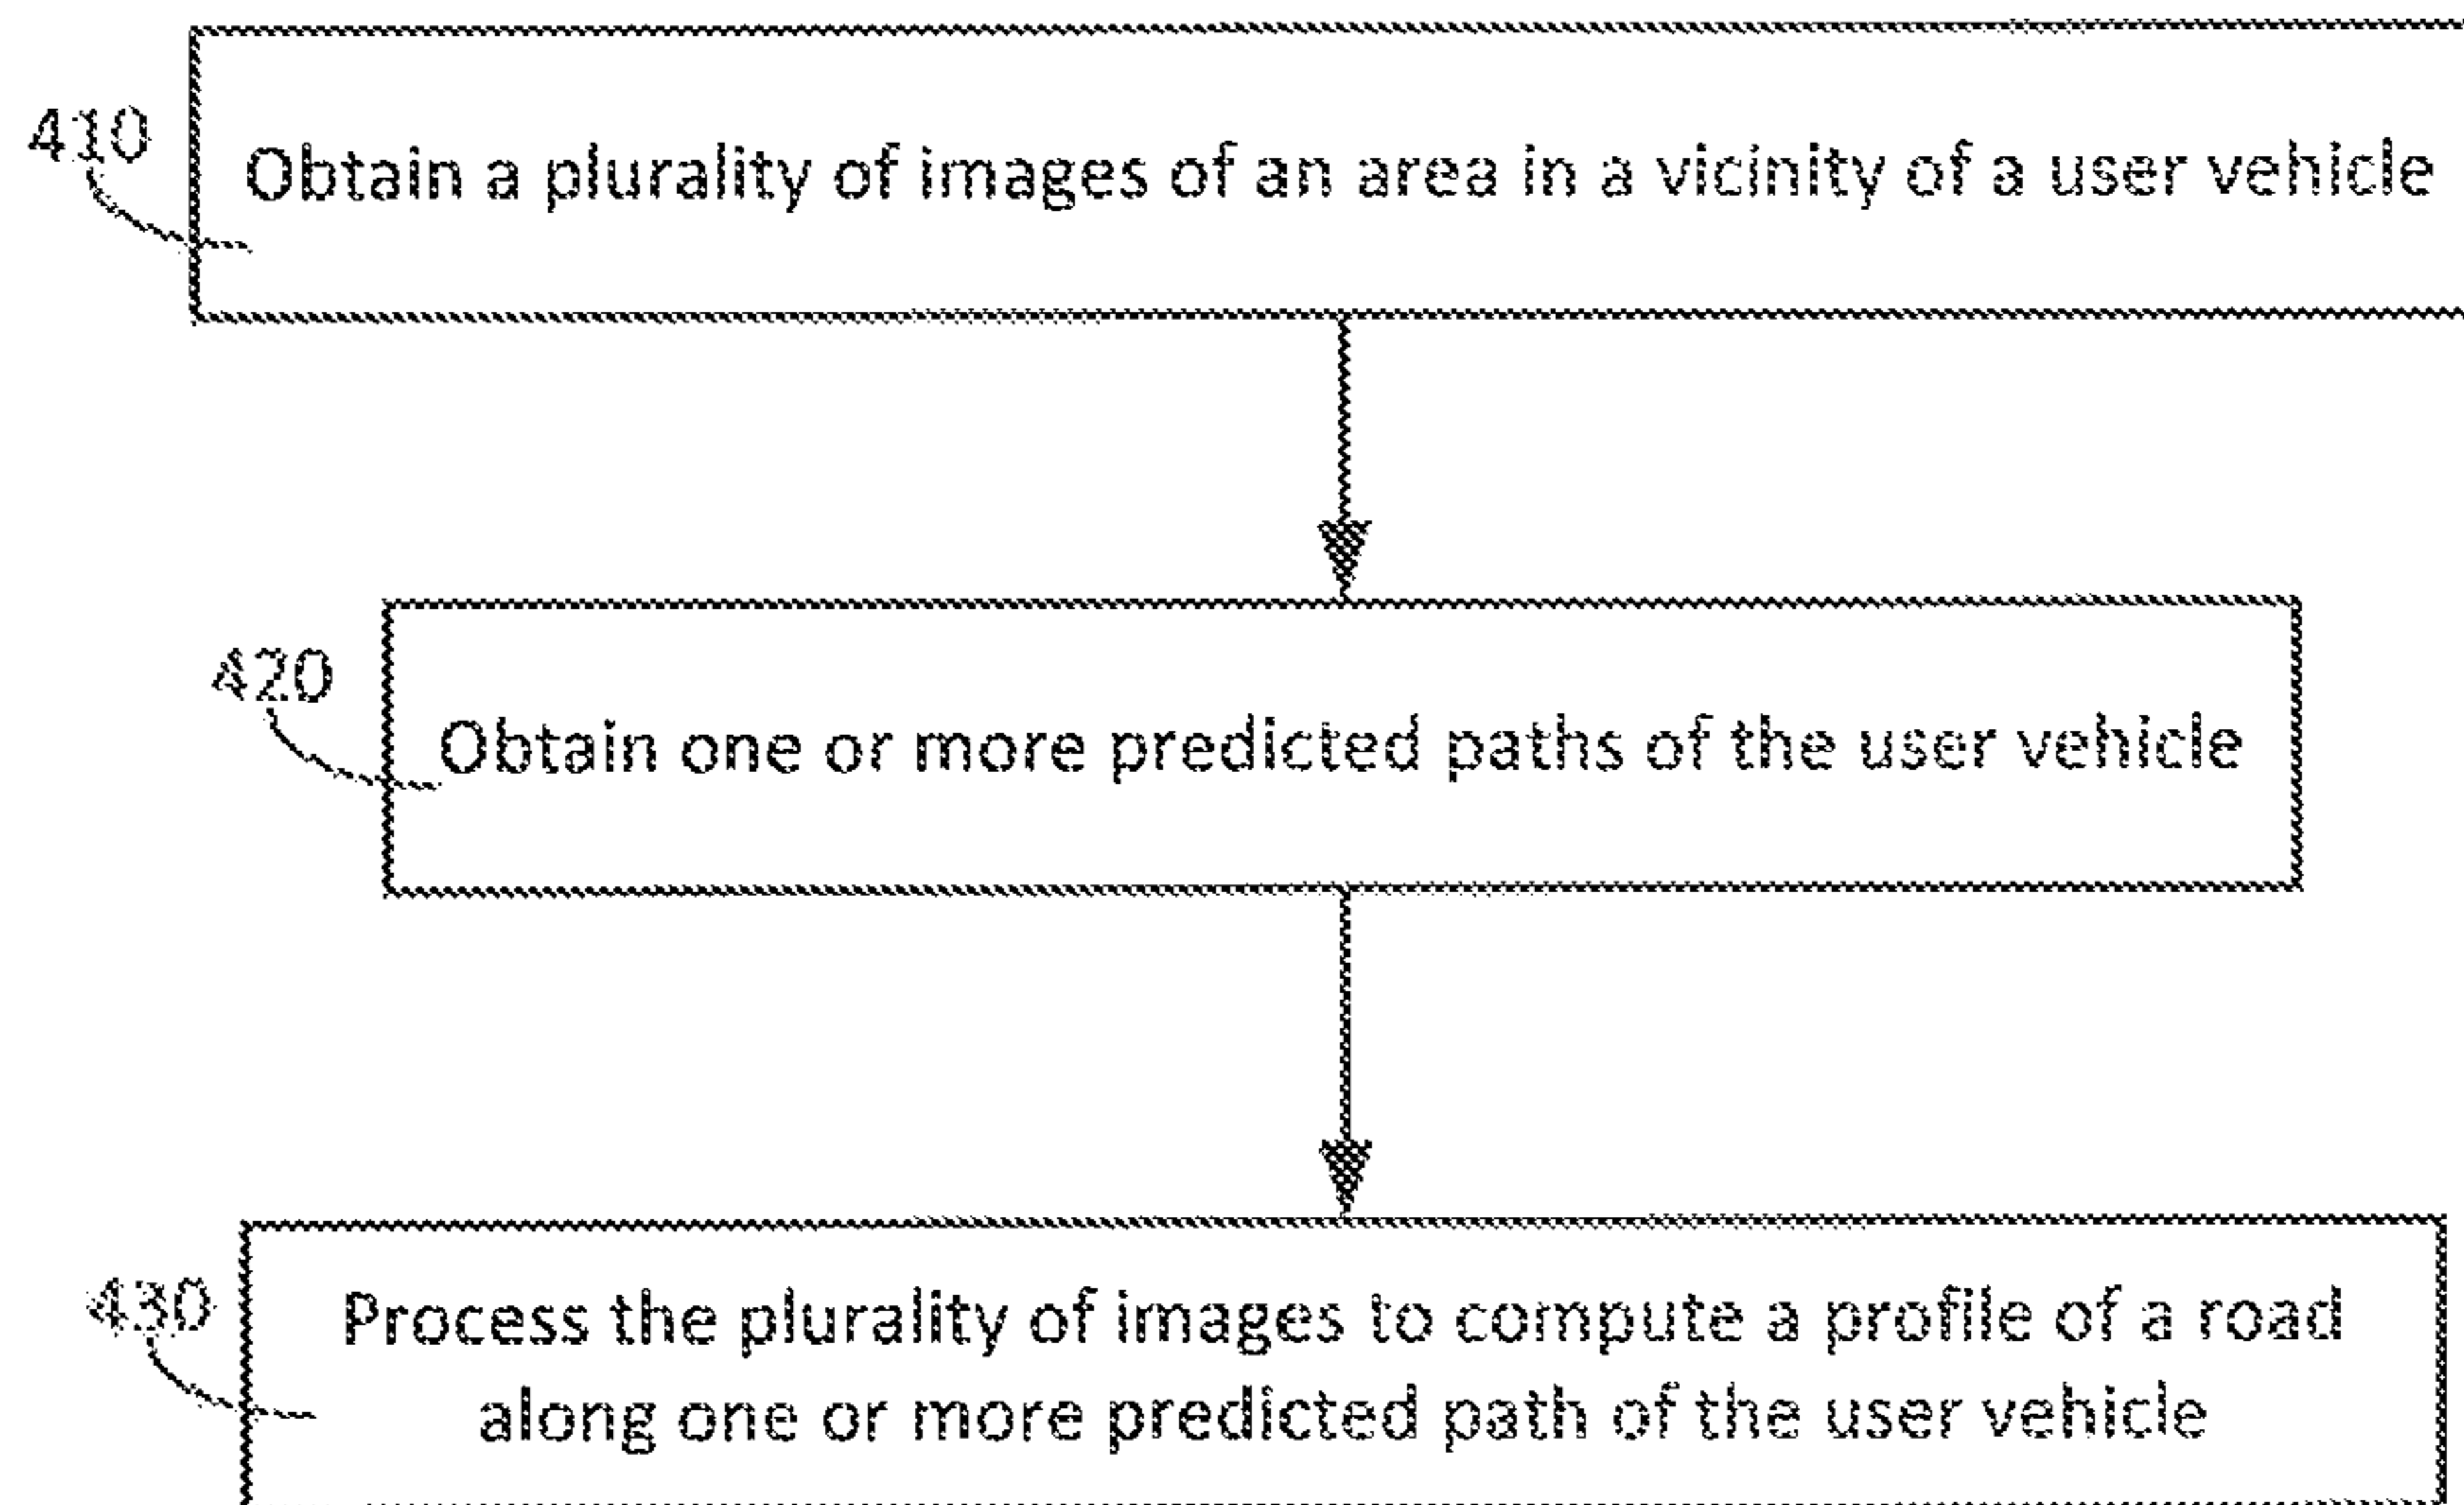 410
Obtain a plurality of images of an area in a vicinity of a user vehicle
420
Obtain one or more predicted paths of the user vehicle
430
Process the plurality of images to compute a profile of a road
along one or more predicted path of the user vehicle